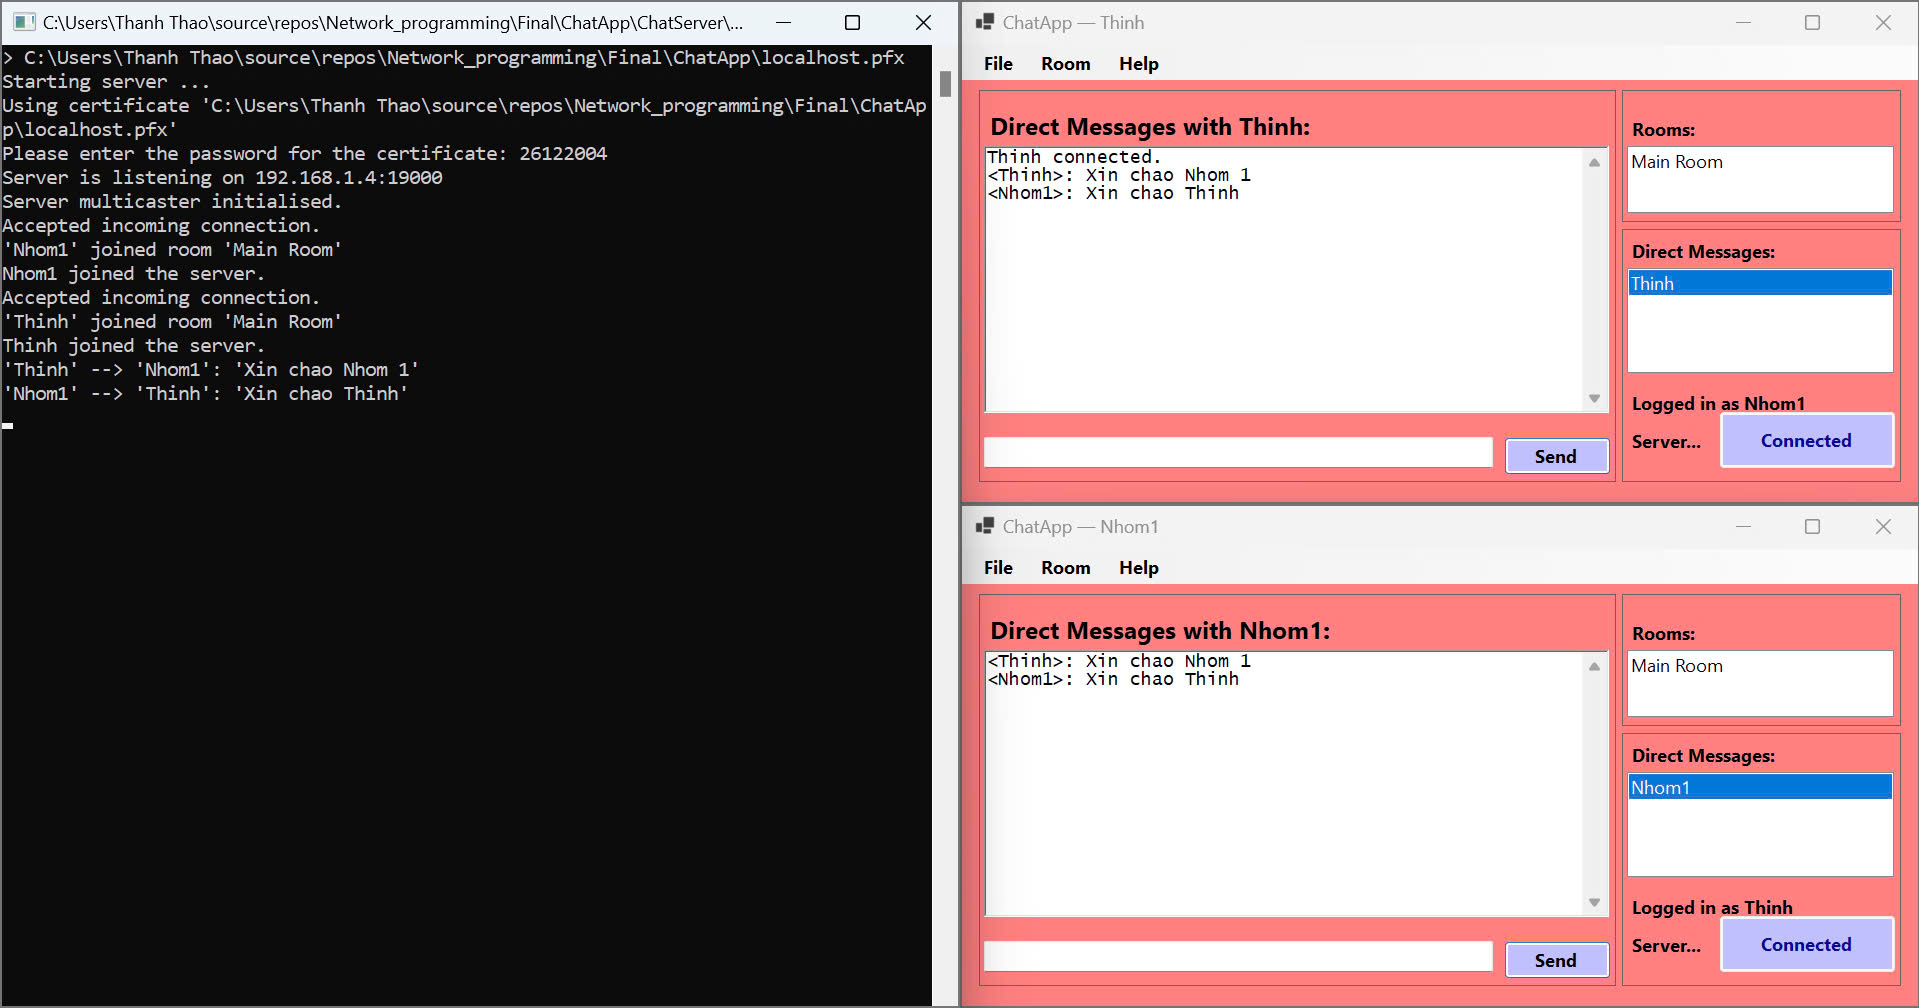 C:\Users\Thanh Thao\source\repos\Network_programming\Final\ChatApp\ChatServer\...
> C:\Users\Thanh Thao\source\repos\Network_programming\Final\ChatApp\localhost.pfx
Starting server ...
Using certificate 'C:\Users\Thanh Thao\source\repos\Network_programming\Final\ChatAp
p\localhost.pfx'
Please enter the password for the certificate: 26122004
Server is listening on 192.168.1.4:19000
Server multicaster initialised.
Accepted incoming connection.
'Nhom1' joined room 'Main Room'
Nhom1 joined the server.
Accepted incoming connection.
'Thinh' joined room 'Main Room'
Thinh joined the server.
'Thinh' --> 'Nhom1': 'Xin chao Nhom 1'
'Nhom1' --> 'Thinh': 'Xin chao Thinh'
ChatApp — Thinh
File Room Help
Direct Messages with Thinh:
Thinh connected.
<Thinh>: Xin chao Nhom 1
<Nhom1>: Xin chao Thinh
Send
Rooms:
Main Room
Direct Messages:
Thinh
Logged in as Nhom1
Server... Connected
ChatApp — Nhom1
File Room Help
Direct Messages with Nhom1:
<Thinh>: Xin chao Nhom 1
<Nhom1>: Xin chao Thinh
Send
Rooms:
Main Room
Direct Messages:
Nhom1
Logged in as Thinh
Server... Connected